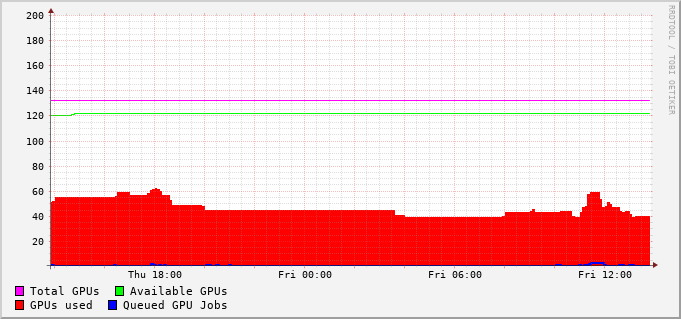 200
180
160
140
120
100
80
60
40
20
Thu 18:00 Fri 00:00 Fri 06:00 Fri 12:00
Total GPUs Available GPUs
GPUs used Queued GPU Jobs
RRDTOOL / TOBI OETIKER